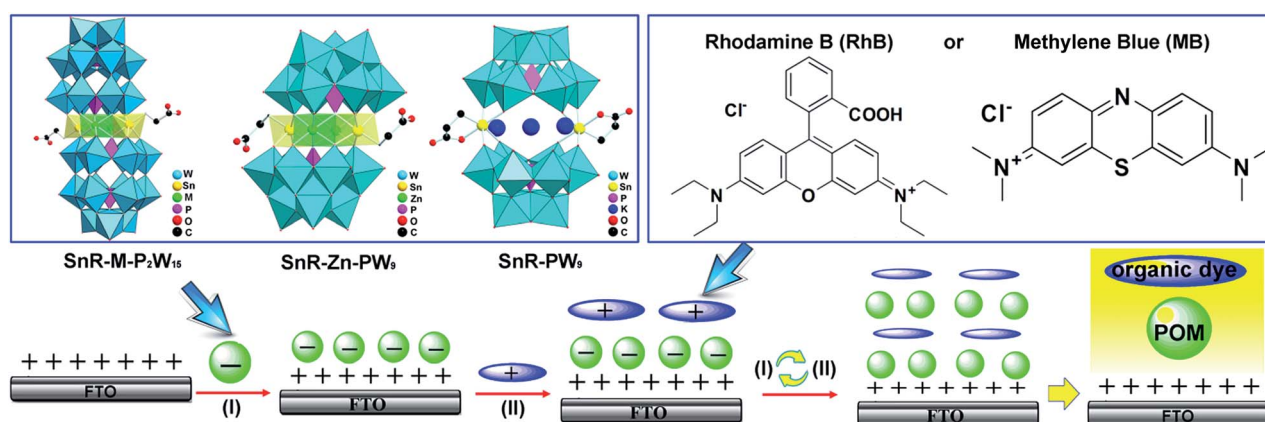 W
Sn
M
P
O
C
W
Sn
Zn
P
O
C
W
Sn
P
K
O
C
SnR-M-P₂W₁₅
SnR-Zn-PW₉
SnR-PW₉
Rhodamine B (RhB) or Methylene Blue (MB)
Cl⁻
COOH
N
O
N⁺
Cl⁻
N
N⁺
S
N
+ + + + + + +
FTO
−
(I)
− − − −
+ + + + + + +
FTO
+
(II)
+ +
− − − −
+ + + + + + +
FTO
(I) (II)
+ + + + + + +
FTO
organic dye
POM
+ + + + + + +
FTO